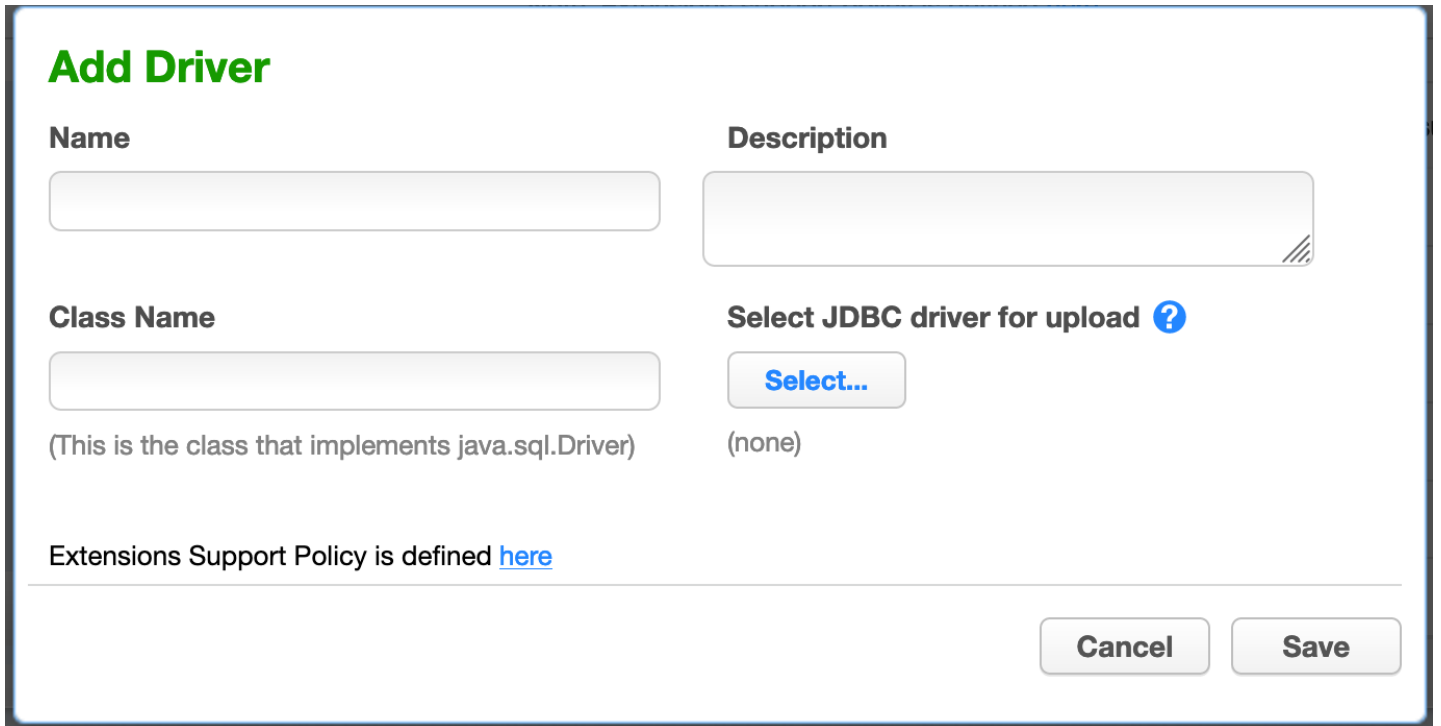 Add Driver
Name
Description
Class Name
Select JDBC driver for upload ?
Select...
(This is the class that implements java.sql.Driver)
(none)
Extensions Support Policy is defined here
Cancel
Save